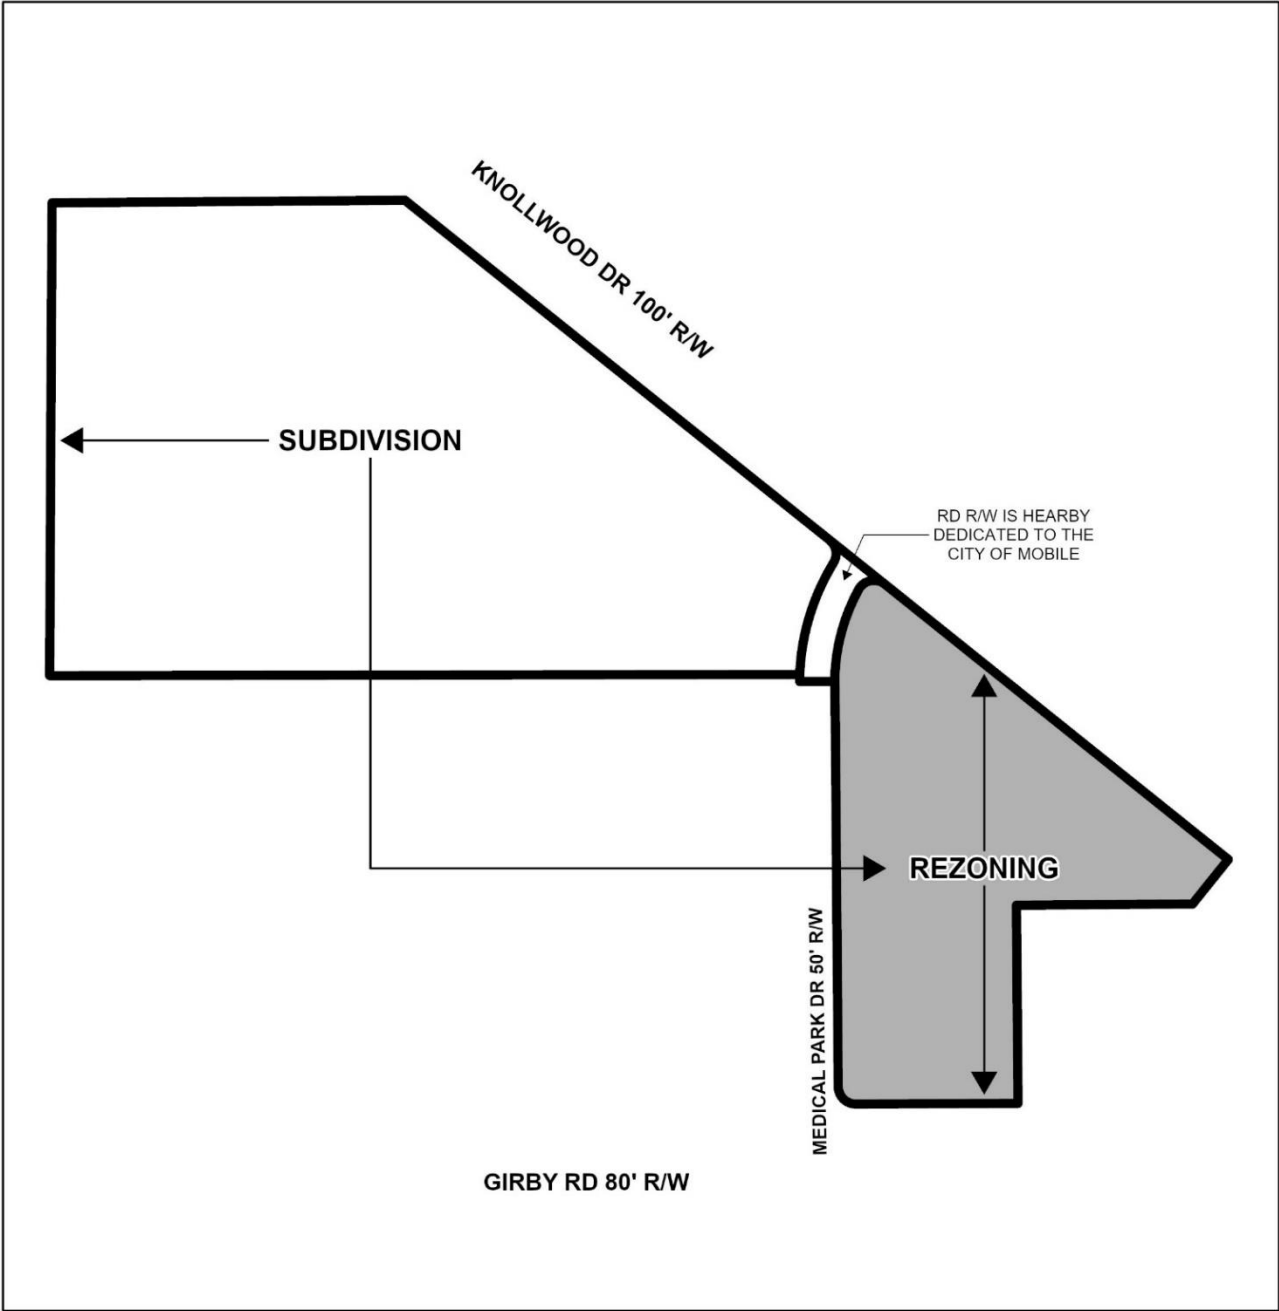 KNOLLWOOD DR 100' R/W
SUBDIVISION
RD R/W IS HEARBY
DEDICATED TO THE
CITY OF MOBILE
REZONING
MEDICAL PARK DR 50' R/W
GIRBY RD 80' R/W